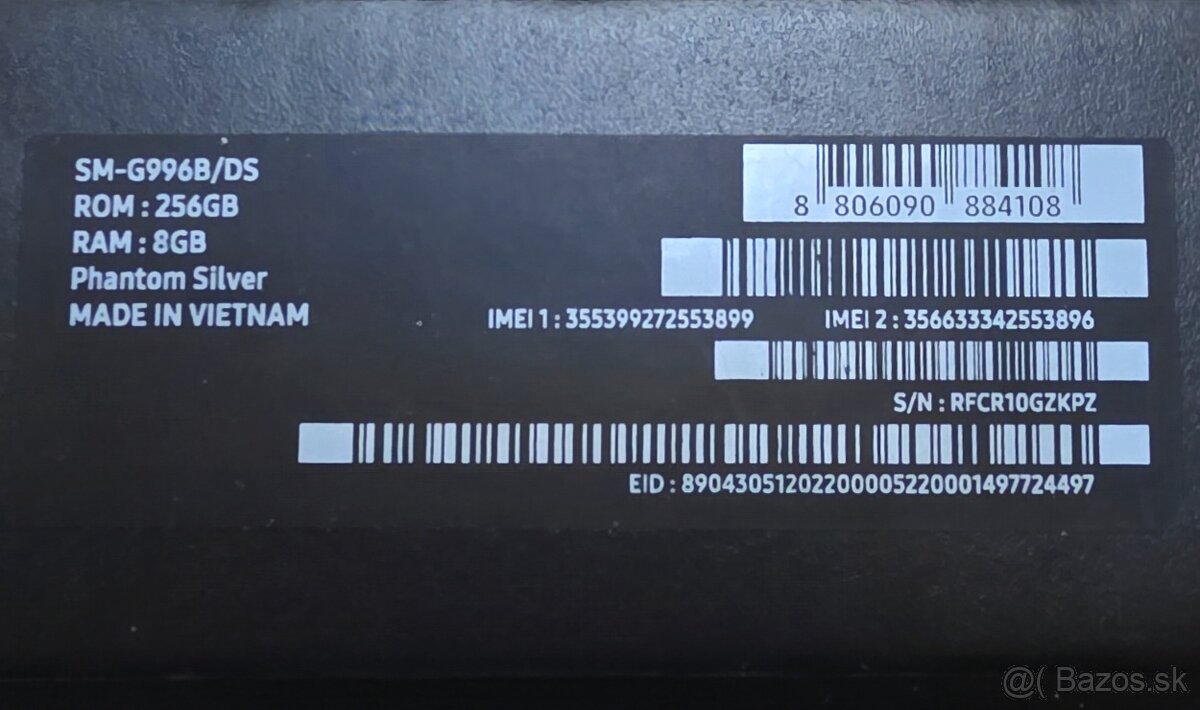 SM-G996B/DS
ROM : 256GB
RAM : 8GB
Phantom Silver
MADE IN VIETNAM
8 806090 884108
IMEI 1 : 355399272553899 IMEI 2 : 356633342553896
S/N : RFCR10GZKPZ
EID : 89043051202200005220001497724497
@( Bazos.sk